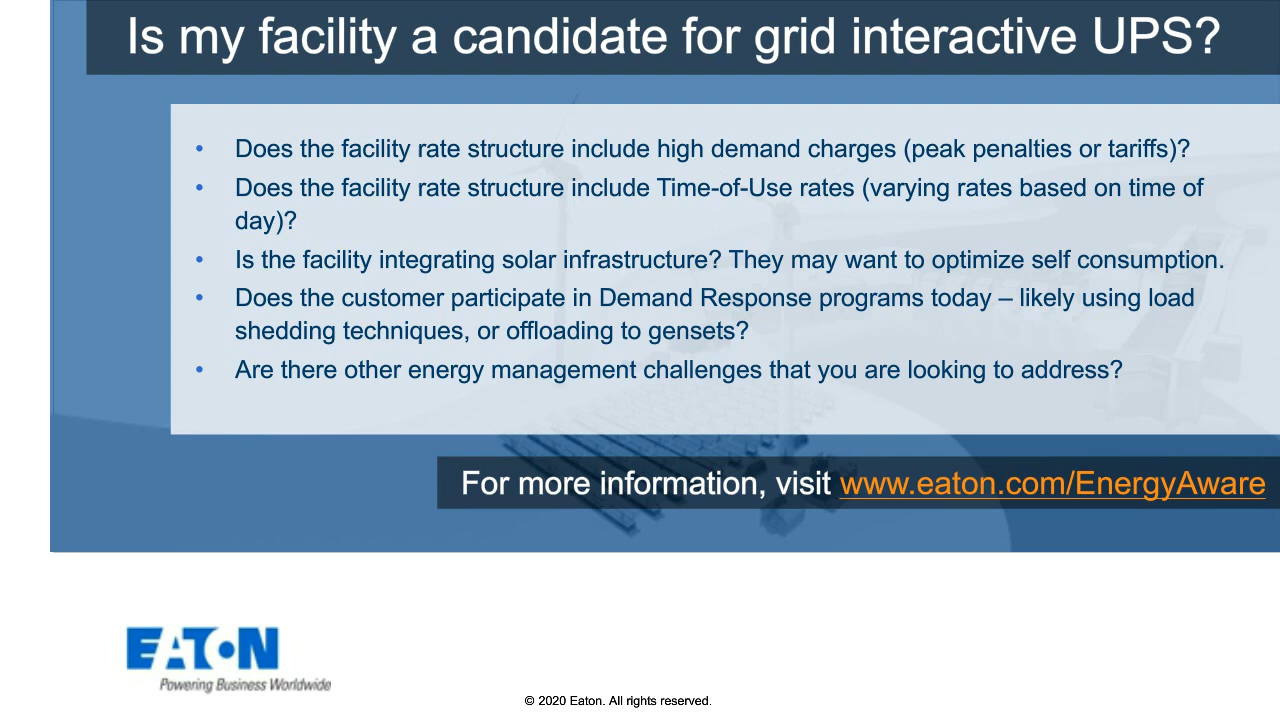 Is my facility a candidate for grid interactive UPS?
• Does the facility rate structure include high demand charges (peak penalties or tariffs)?
• Does the facility rate structure include Time-of-Use rates (varying rates based on time of
day)?
• Is the facility integrating solar infrastructure? They may want to optimize self consumption.
• Does the customer participate in Demand Response programs today – likely using load
shedding techniques, or offloading to gensets?
• Are there other energy management challenges that you are looking to address?
For more information, visit www.eaton.com/EnergyAware
EATON
Powering Business Worldwide
© 2020 Eaton. All rights reserved.